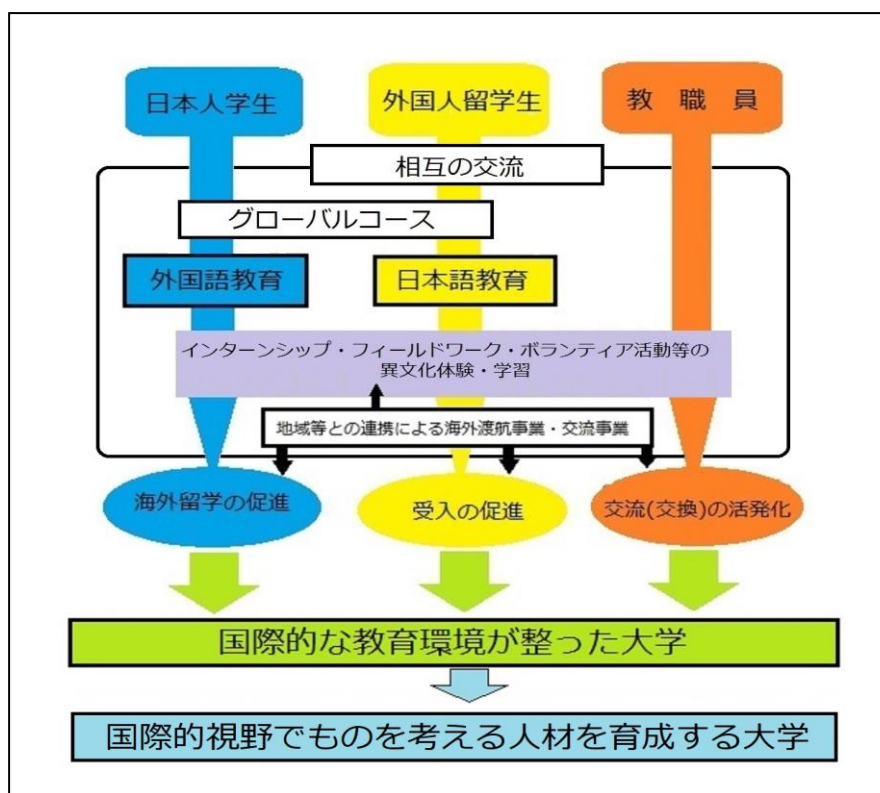 日本人学生
外国人留学生
教　職　員
相互の交流
グローバルコース
外国語教育
日本語教育
インターンシップ・フィールドワーク・ボランティア活動等の
異文化体験・学習
地域等との連携による海外渡航事業・交流事業
海外留学の促進
受入の促進
交流(交換)の活発化
国際的な教育環境が整った大学
国際的視野でものを考える人材を育成する大学